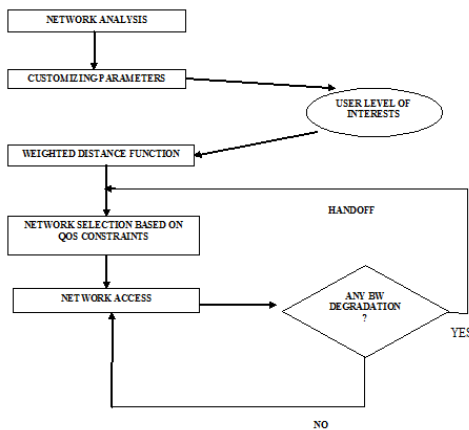 NETWORK ANALYSIS
CUSTOMIZING PARAMETERS
USER LEVEL OF
INTERESTS
WEIGHTED DISTANCE FUNCTION
HANDOFF
NETWORK SELECTION BASED ON
QOS CONSTRAINTS
NETWORK ACCESS
ANY BW
DEGRADATION
?
YES
NO